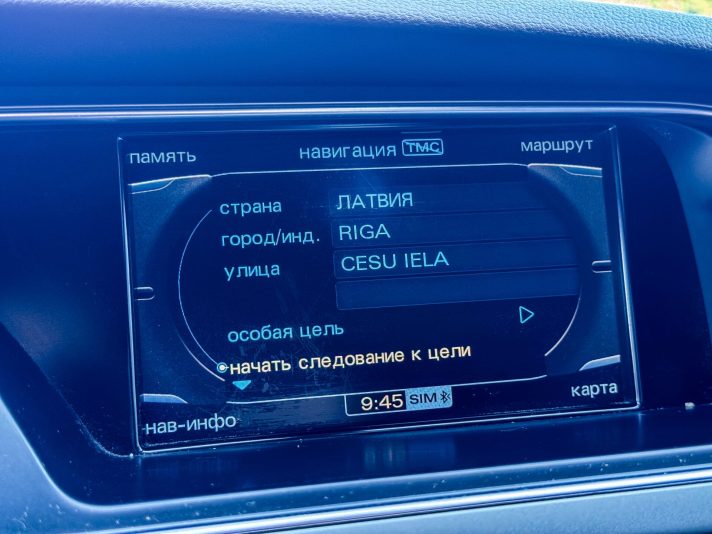 память навигация TMC маршрут
страна ЛАТВИЯ
город/инд. RIGA
улица CESU IELA
особая цель
начать следование к цели
нав-инфо 9:45 SIM карта